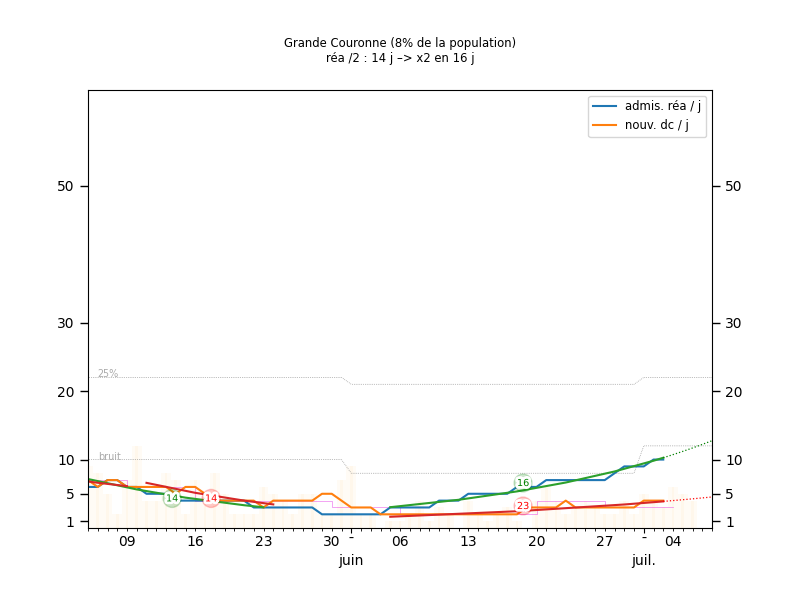 Grande Couronne (8% de la population)
réa /2 : 14 j –> x2 en 16 j
admis. réa / j
nouv. dc / j
50 50
30 30
25%
20 20
bruit
10 10
16
5 14 14 5
23
1 1
09 16 23 30 - 06 13 20 27 - 04
juin juil.